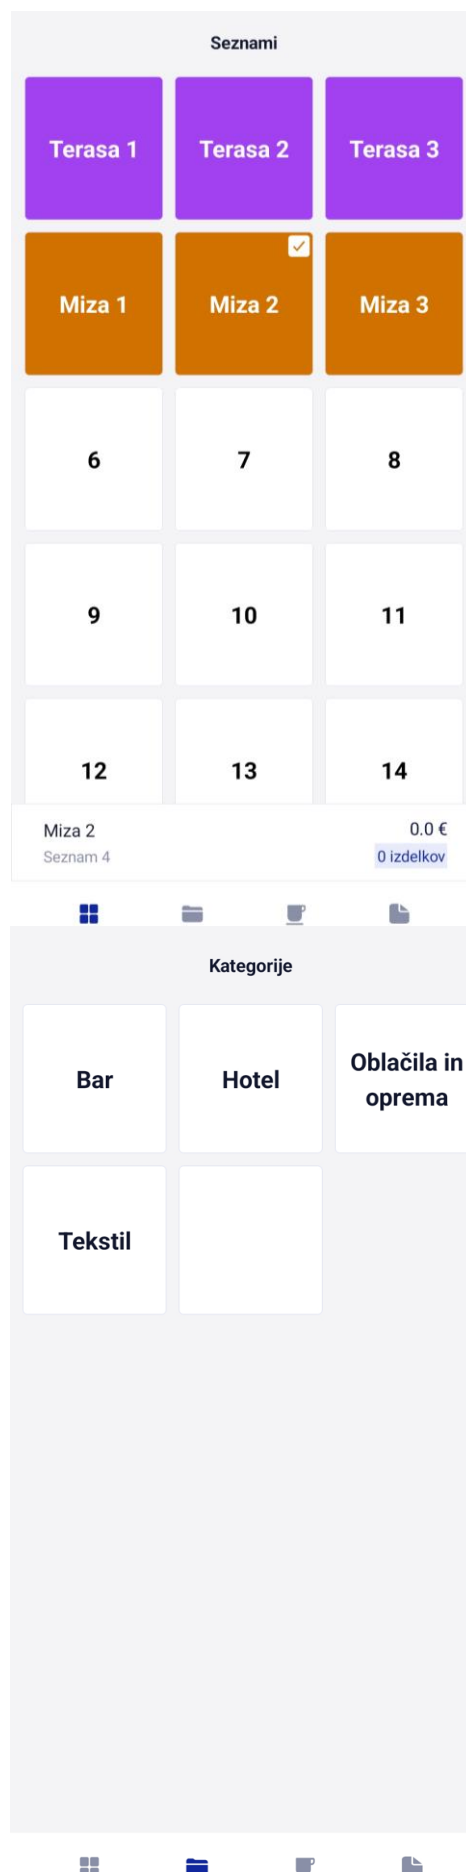 Seznami
Terasa 1
Terasa 2
Terasa 3
Miza 1
Miza 2
Miza 3
6
7
8
9
10
11
12
13
14
Miza 2
0.0 €
Seznam 4
0 izdelkov
Kategorije
Bar
Hotel
Oblačila in
oprema
Tekstil